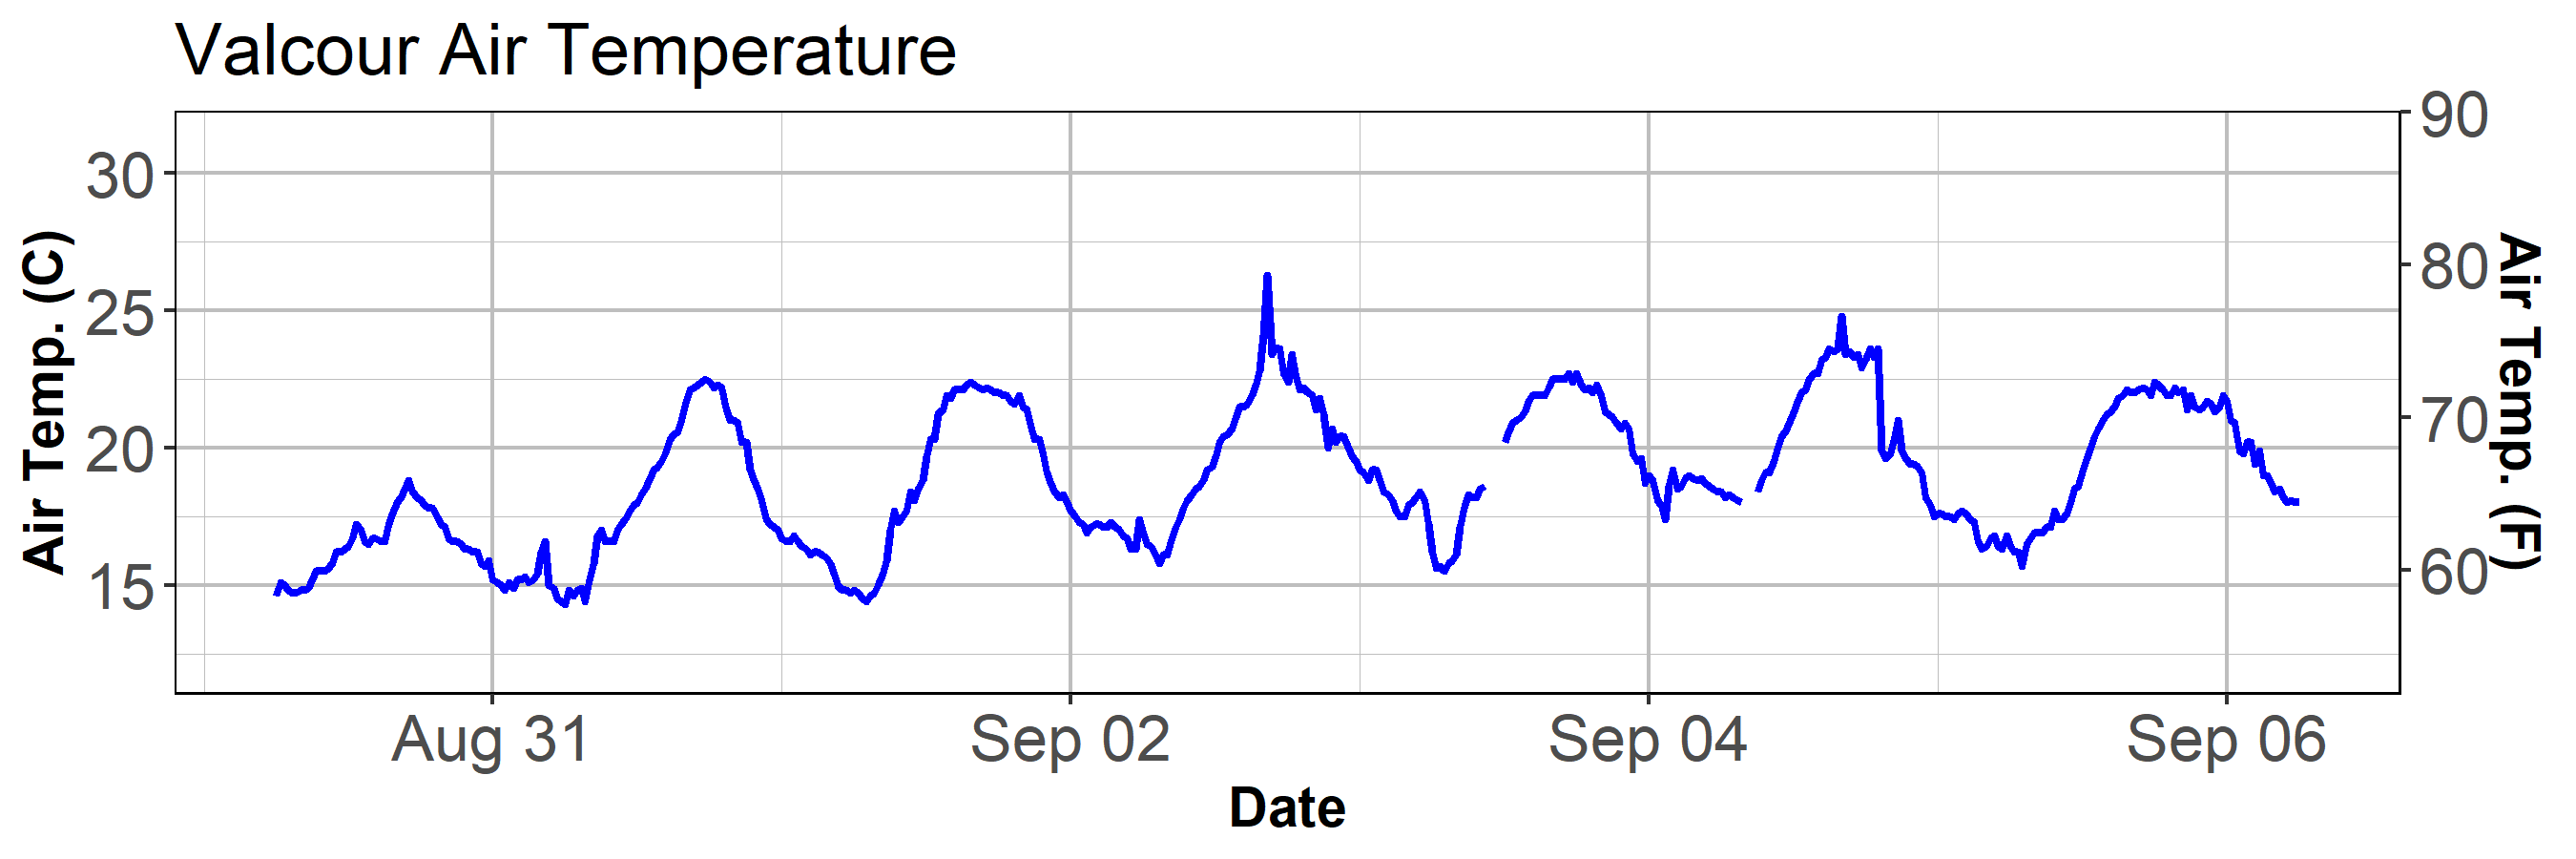 Valcour Air Temperature
Air Temp. (C)
30
25
20
15
90
80
70
60
Air Temp. (F)
Aug 31
Sep 02
Sep 04
Sep 06
Date